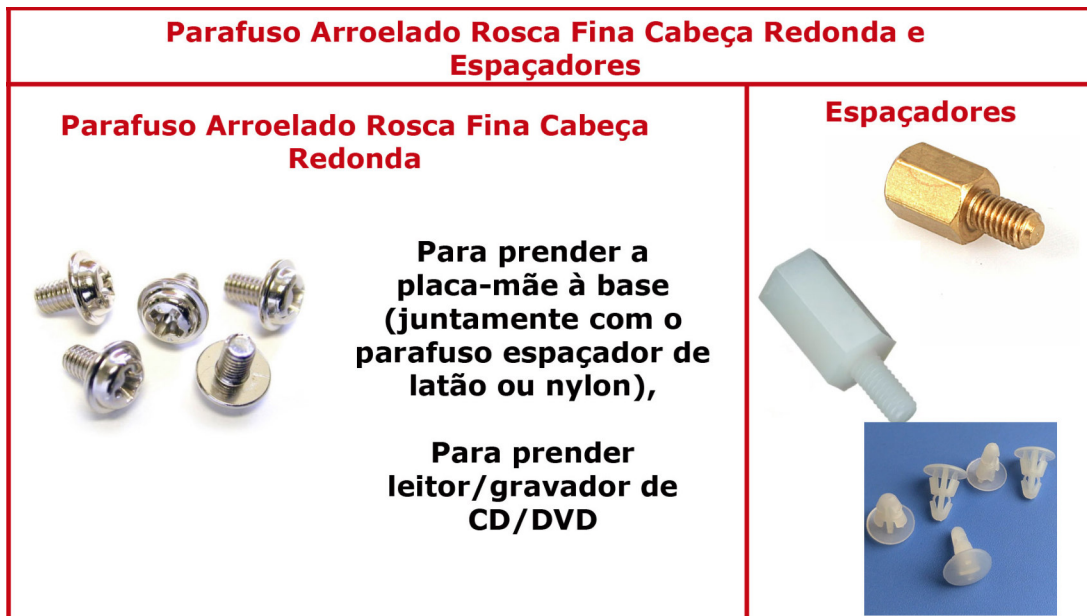 Parafuso Arroelado Rosca Fina Cabeça Redonda e
Espaçadores
Parafuso Arroelado Rosca Fina Cabeça
Redonda
Para prender a
placa-mãe à base
(juntamente com o
parafuso espaçador de
latão ou nylon),
Para prender
leitor/gravador de
CD/DVD
Espaçadores